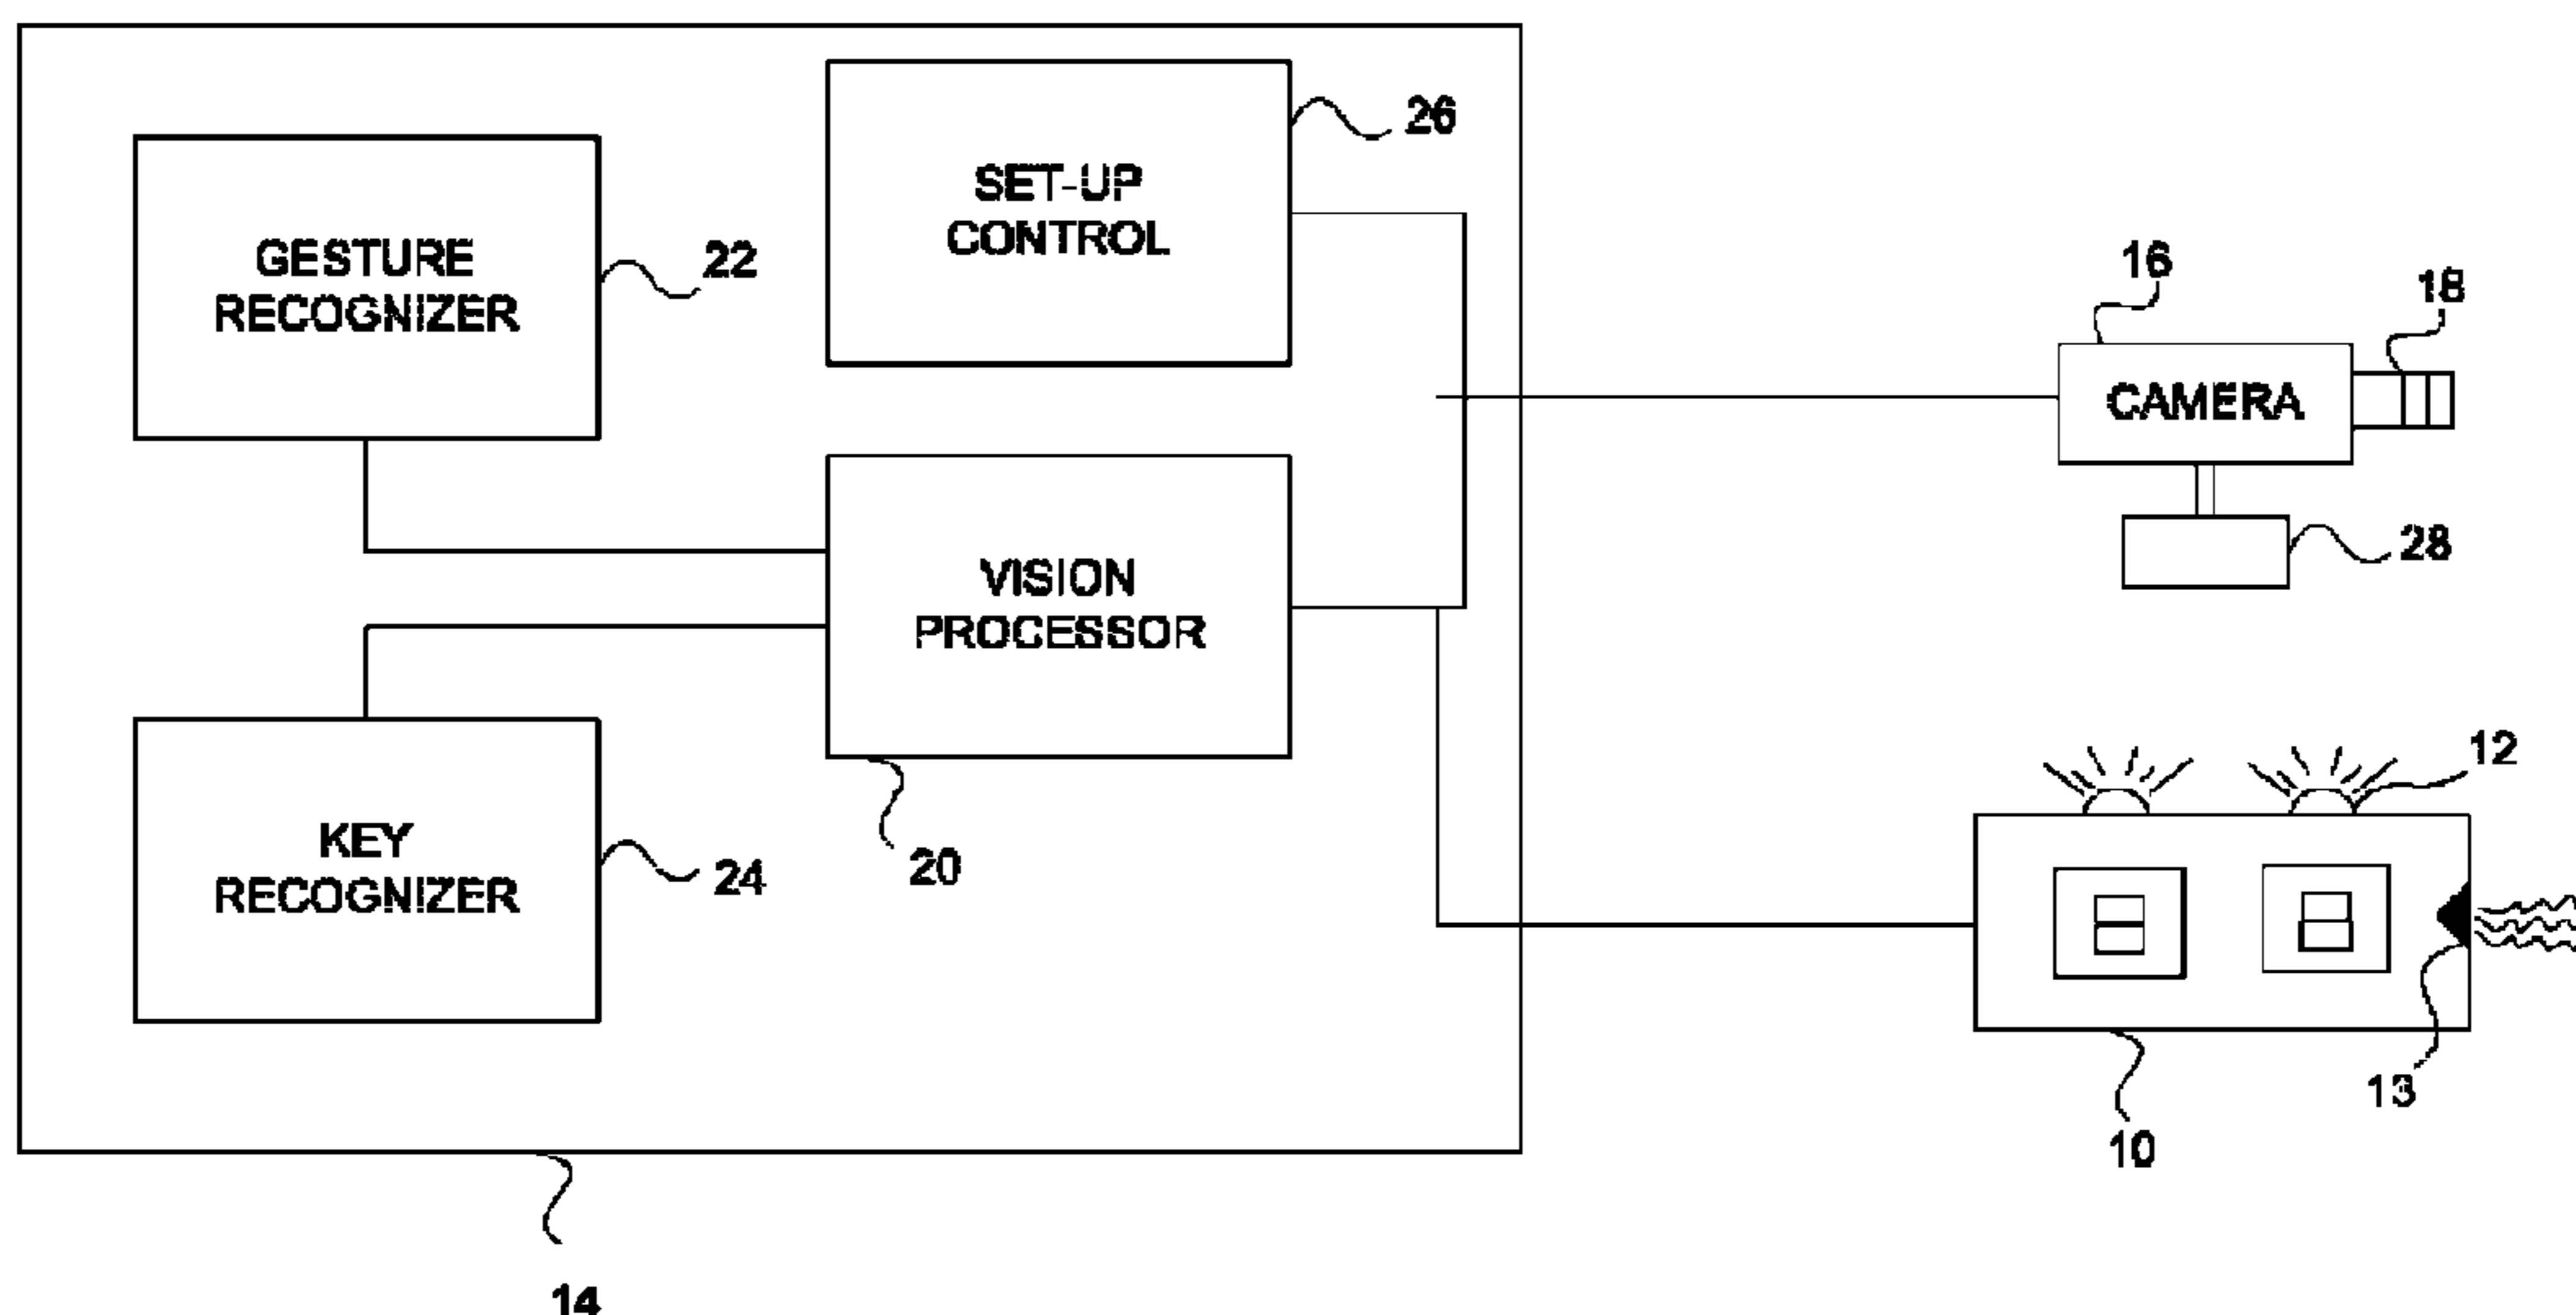 SET-UP
CONTROL
26
GESTURE
RECOGNIZER
22
16
18
CAMERA
28
VISION
PROCESSOR
20
12
KEY
RECOGNIZER
24
13
10
14